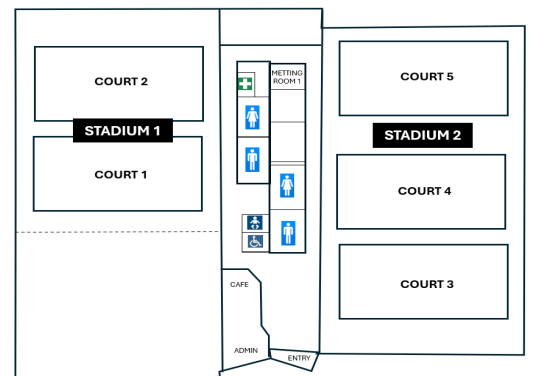 COURT 2
STADIUM 1
COURT 1
METTING
ROOM 1
CAFE
ADMIN
ENTRY
COURT 5
STADIUM 2
COURT 4
COURT 3